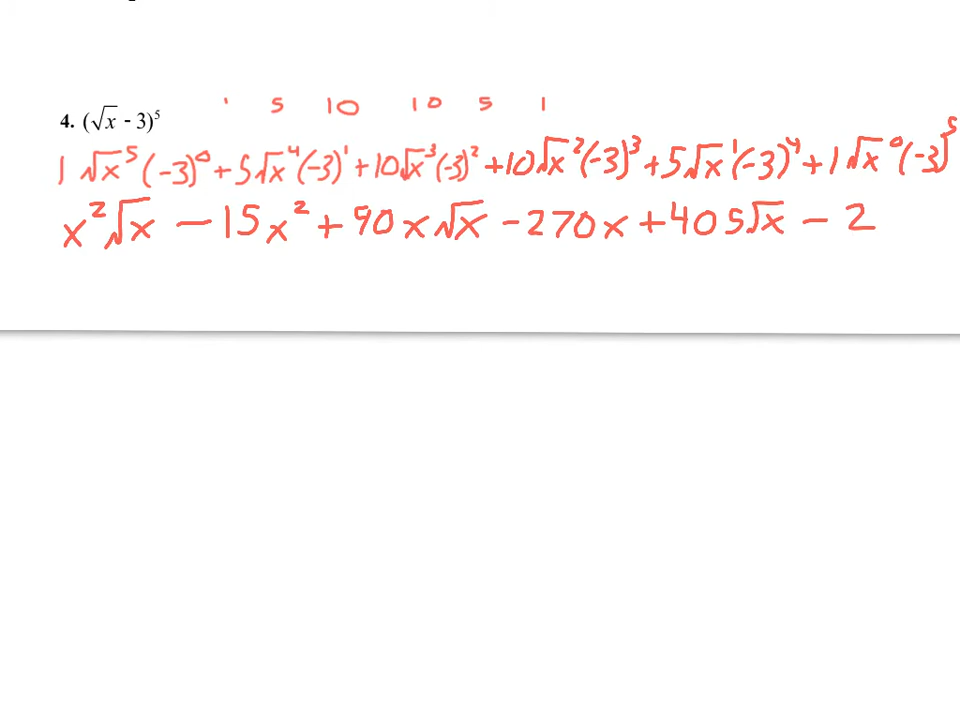 1 5 10 10 5 1
4. (√x - 3)⁵
1 √x⁵(-3)⁰ + 5√x⁴(-3)¹ + 10√x³(-3)² + 10√x²(-3)³ + 5√x¹(-3)⁴ + 1√x⁰(-3)⁵
x²√x - 15x² + 90x√x - 270x + 405√x - 2